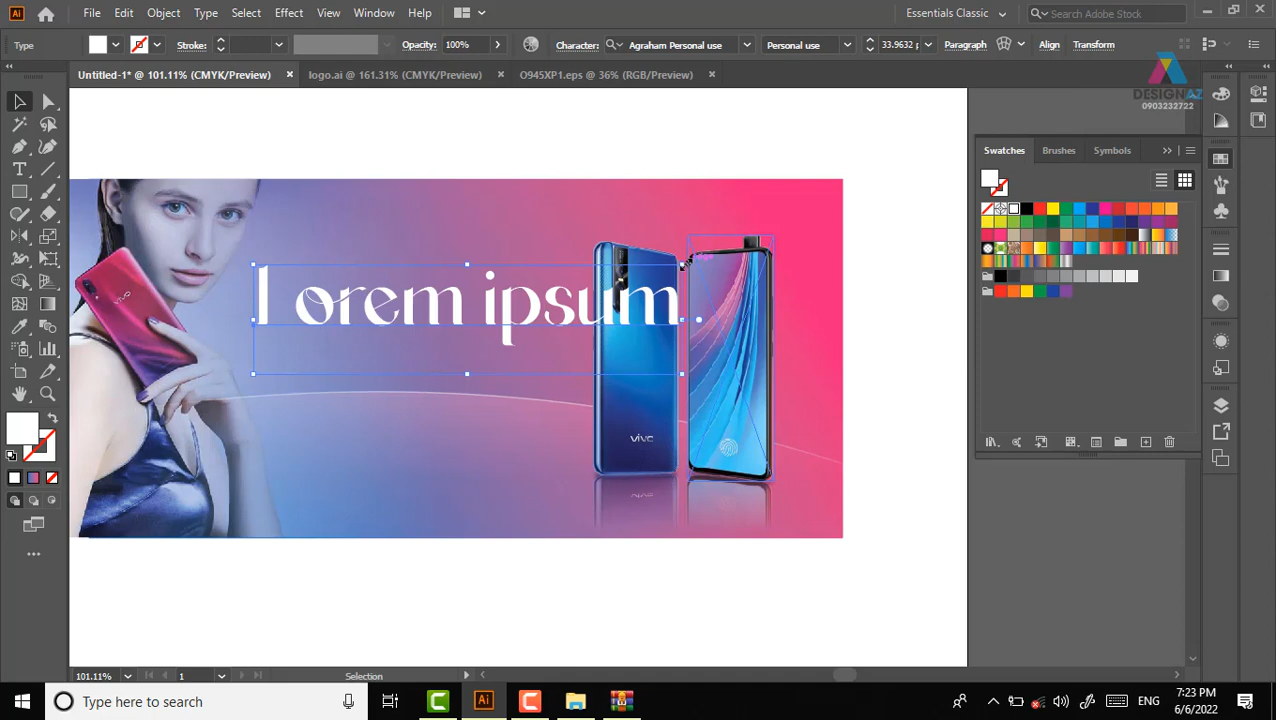 File Edit Object Type Select Effect View Window Help
Essentials Classic
Search Adobe Stock
Type
Stroke:
Opacity: 100%
Character: Agraham Personal use
Personal use
33.9632
Paragraph
Align
Transform
Untitled-1* @ 101.11% (CMYK/Preview)
logo.ai @ 161.31% (CMYK/Preview)
O945XP1.eps @ 36% (RGB/Preview)
DESIGNAZ
0903232722
Swatches
Brushes
Symbols
Lorem ipsum
vivo
vivo
101.11%
1
Selection
Type here to search
ENG
7:23 PM
6/6/2022